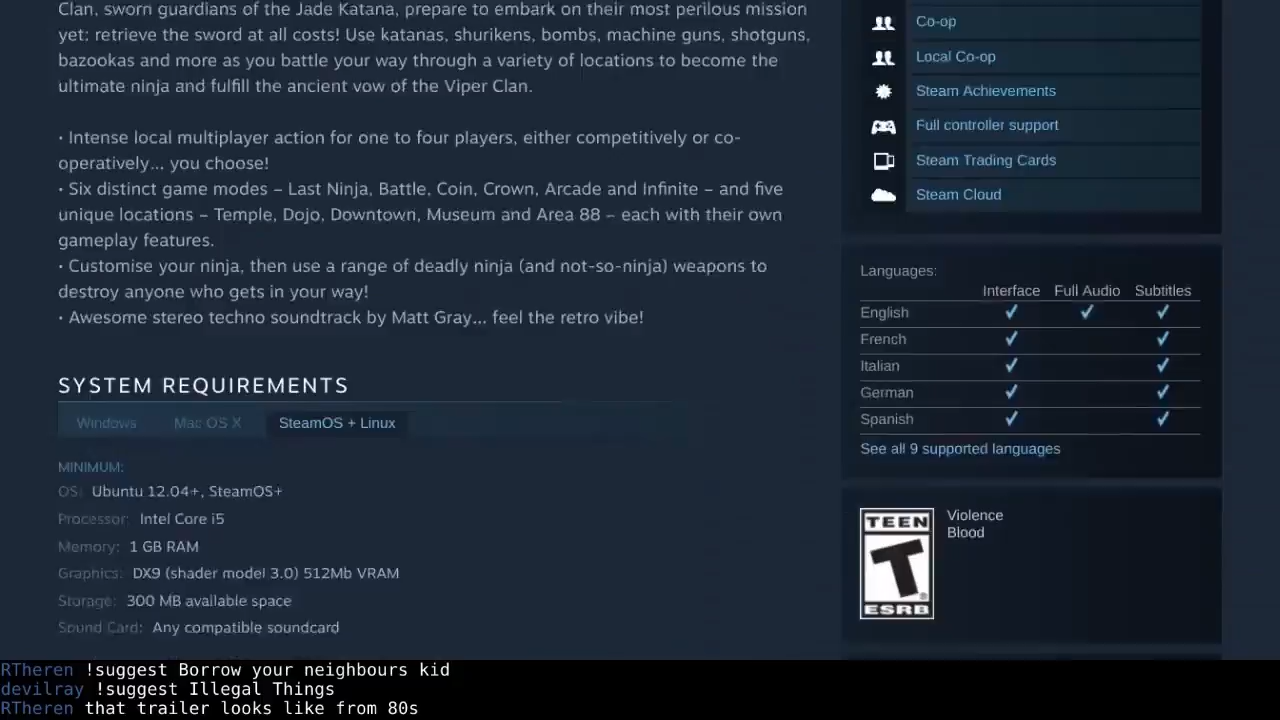 Clan, sworn guardians of the Jade Katana, prepare to embark on their most perilous mission
yet: retrieve the sword at all costs! Use katanas, shurikens, bombs, machine guns, shotguns,
bazookas and more as you battle your way through a variety of locations to become the
ultimate ninja and fulfill the ancient vow of the Viper Clan.
• Intense local multiplayer action for one to four players, either competitively or co-
operatively... you choose!
• Six distinct game modes – Last Ninja, Battle, Coin, Crown, Arcade and Infinite – and five
unique locations – Temple, Dojo, Downtown, Museum and Area 88 – each with their own
gameplay features.
• Customise your ninja, then use a range of deadly ninja (and not-so-ninja) weapons to
destroy anyone who gets in your way!
• Awesome stereo techno soundtrack by Matt Gray... feel the retro vibe!
SYSTEM REQUIREMENTS
Windows Mac OS X SteamOS + Linux
MINIMUM:
OS: Ubuntu 12.04+, SteamOS+
Processor: Intel Core i5
Memory: 1 GB RAM
Graphics: DX9 (shader model 3.0) 512Mb VRAM
Storage: 300 MB available space
Sound Card: Any compatible soundcard
Co-op
Local Co-op
Steam Achievements
Full controller support
Steam Trading Cards
Steam Cloud
Languages:
Interface Full Audio Subtitles
English
French
Italian
German
Spanish
See all 9 supported languages
TEEN
T
®
ESRB
Violence
Blood
RTheren !suggest Borrow your neighbours kid
devilray !suggest Illegal Things
RTheren that trailer looks like from 80s